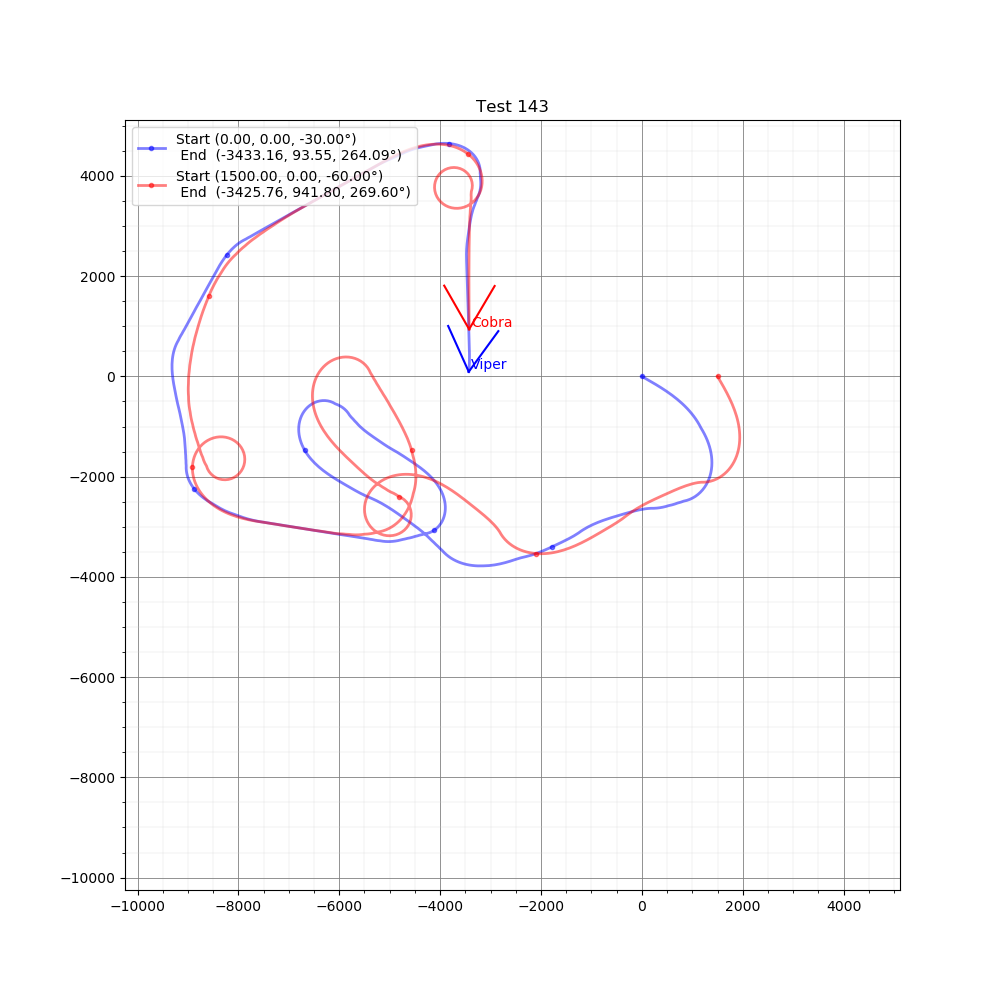 Test 143
Start (0.00, 0.00, -30.00°)
End (-3433.16, 93.55, 264.09°)
Start (1500.00, 0.00, -60.00°)
End (-3425.76, 941.80, 269.60°)
4000
2000
0
−2000
−4000
−6000
−8000
−10000
Cobra
Viper
−10000 −8000 −6000 −4000 −2000 0 2000 4000